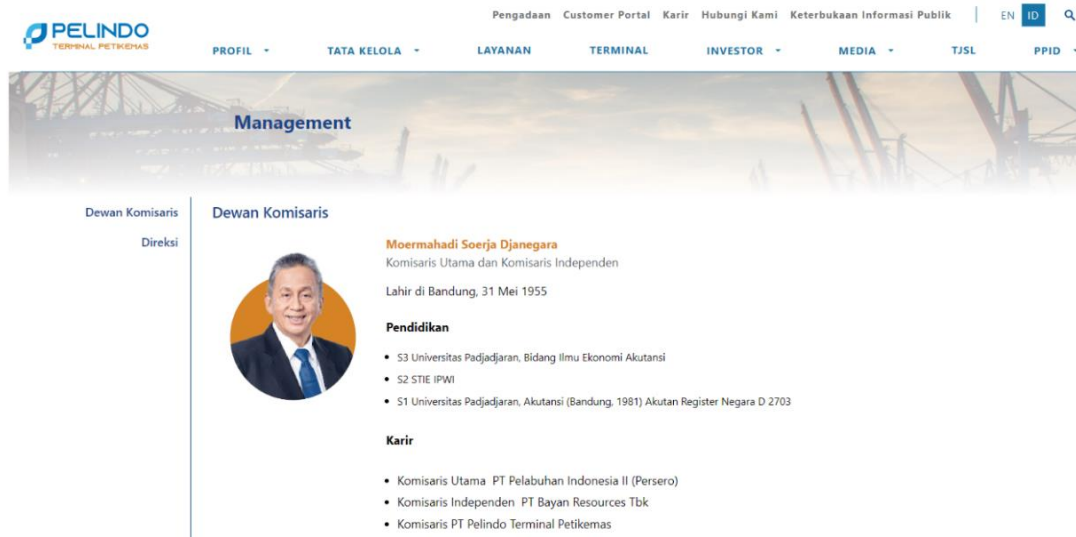 Pengadaan Customer Portal Karir Hubungi Kami Keterbukaan Informasi Publik EN ID
PELINDO
TERMINAL PETIKEMAS
PROFIL TATA KELOLA LAYANAN TERMINAL INVESTOR MEDIA TJSL PPID
Management
Dewan Komisaris
Direksi
Dewan Komisaris
Moermahadi Soerja Djanegara
Komisaris Utama dan Komisaris Independen
Lahir di Bandung, 31 Mei 1955
Pendidikan
• S3 Universitas Padjadjaran, Bidang Ilmu Ekonomi Akutansi
• S2 STIE IPWI
• S1 Universitas Padjadjaran, Akutansi (Bandung, 1981) Akutan Register Negara D 2703
Karir
• Komisaris Utama PT Pelabuhan Indonesia II (Persero)
• Komisaris Independen PT Bayan Resources Tbk
• Komisaris PT Pelindo Terminal Petikemas